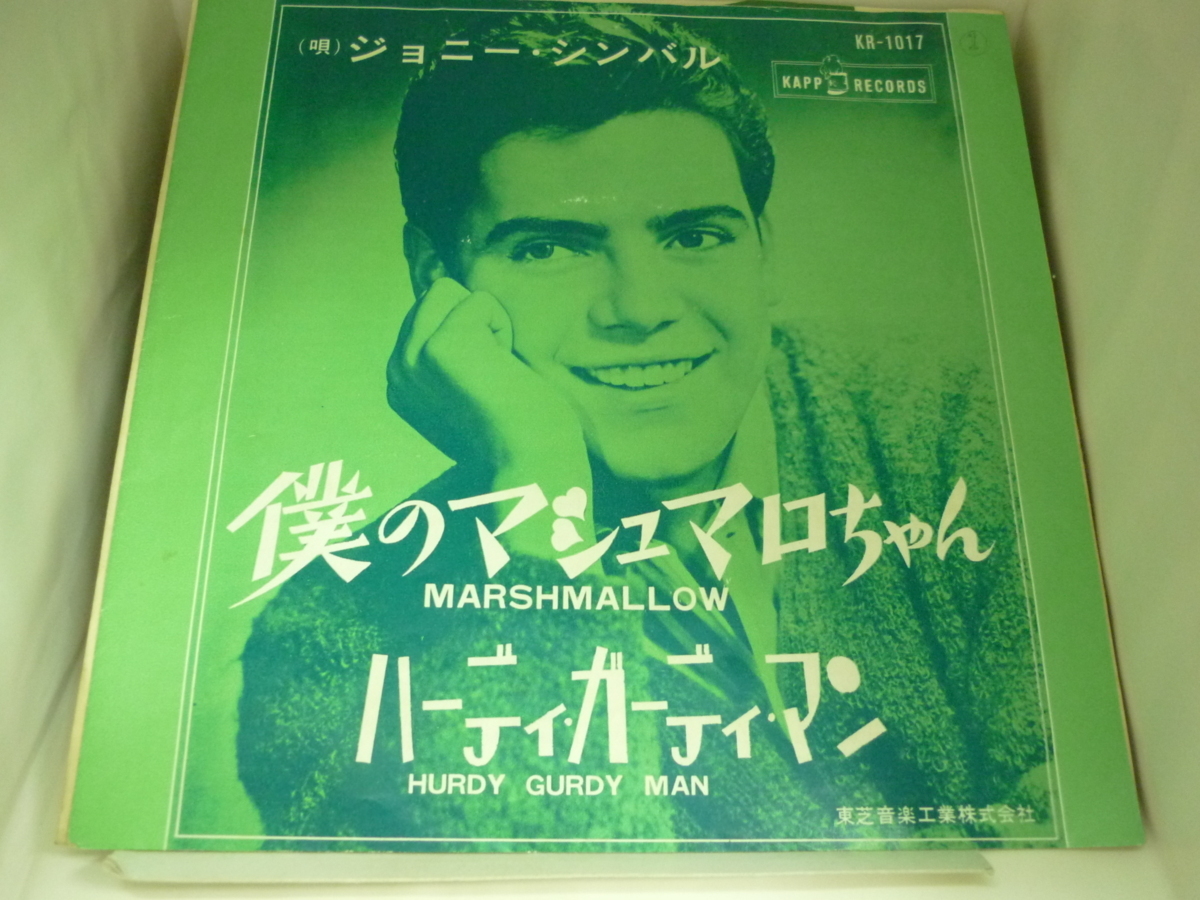 (唄) ジョニー・シンバル
KR-1017
KAPP RECORDS
僕のマシュマロちゃん
MARSHMALLOW
ハーディ・ガーディ・マン
HURDY GURDY MAN
東芝音楽工業株式会社